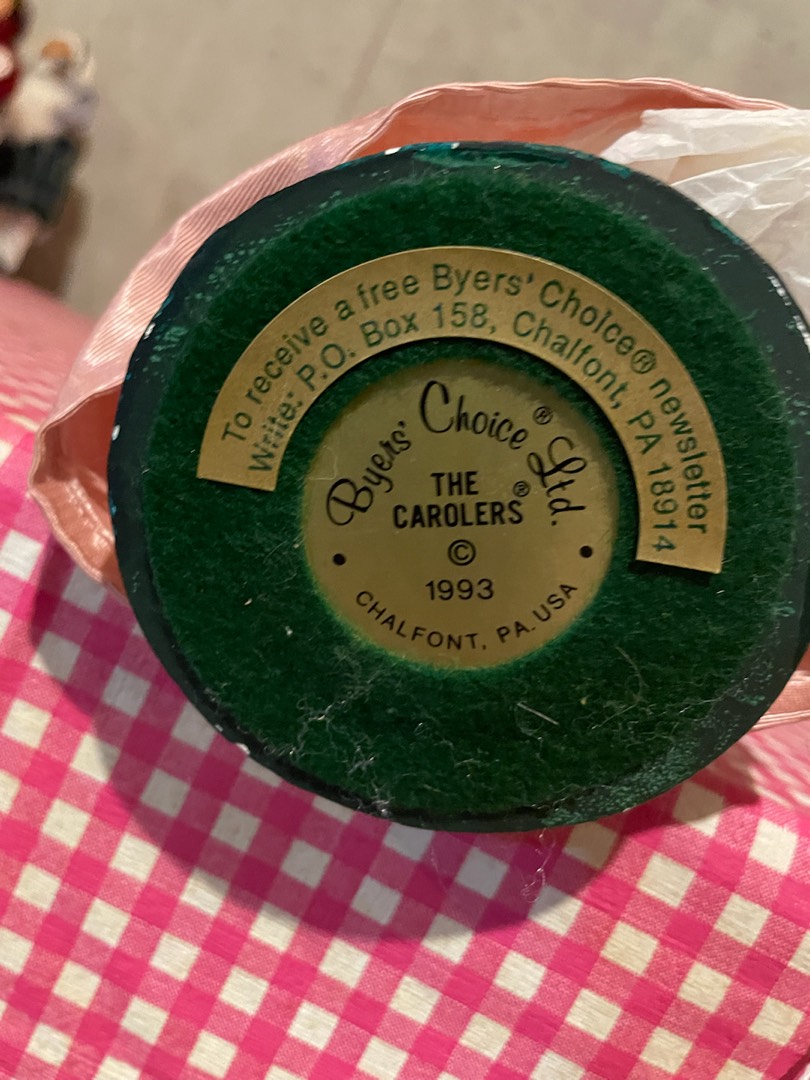 To receive a free Byers' Choice® newsletter
Write: P.O. Box 158, Chalfont, PA 18914
Byers' Choice® Ltd.
THE
CAROLERS®
©
1993
CHALFONT, PA. USA